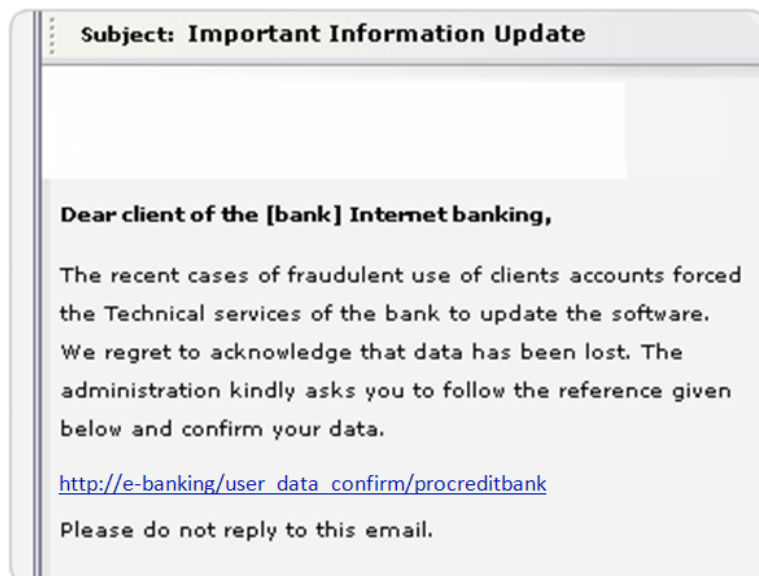 Subject: Important Information Update
Dear client of the [bank] Internet banking,
The recent cases of fraudulent use of clients accounts forced
the Technical services of the bank to update the software.
We regret to acknowledge that data has been lost. The
administration kindly asks you to follow the reference given
below and confirm your data.
http://e-banking/user_data_confirm/procreditbank
Please do not reply to this email.